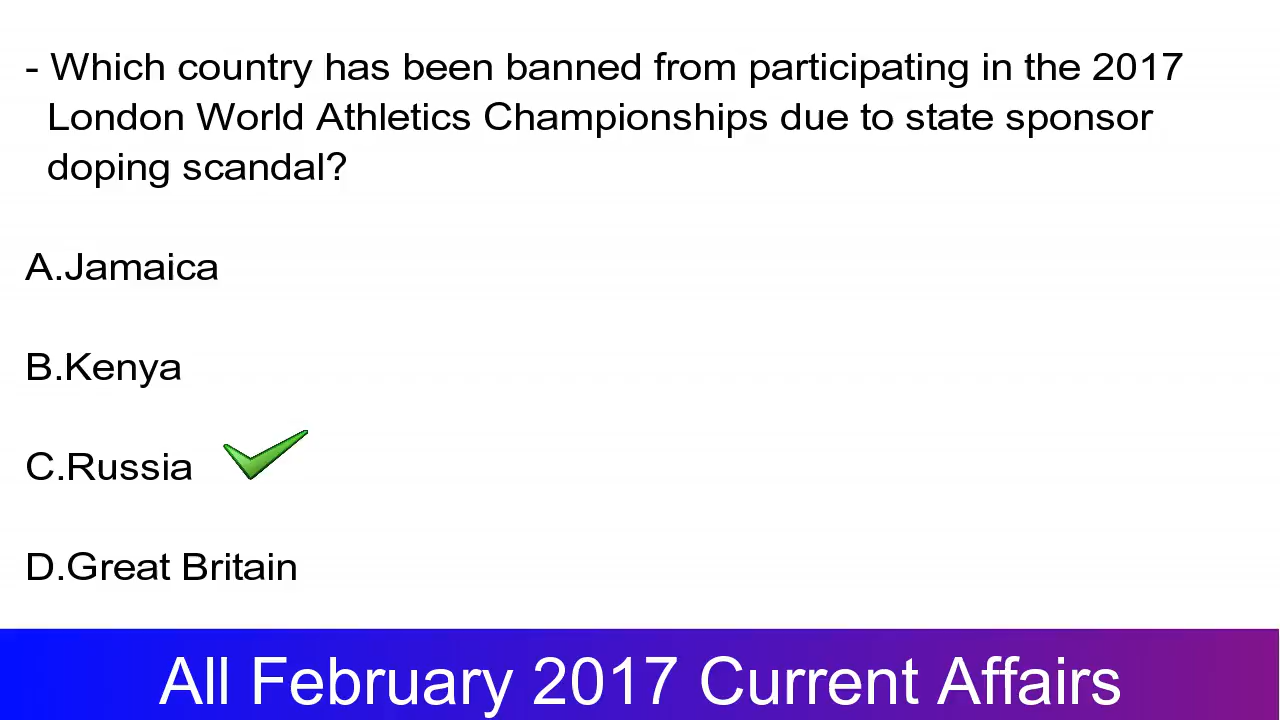 - Which country has been banned from participating in the 2017
London World Athletics Championships due to state sponsor
doping scandal?
A.Jamaica
B.Kenya
C.Russia
D.Great Britain
All February 2017 Current Affairs